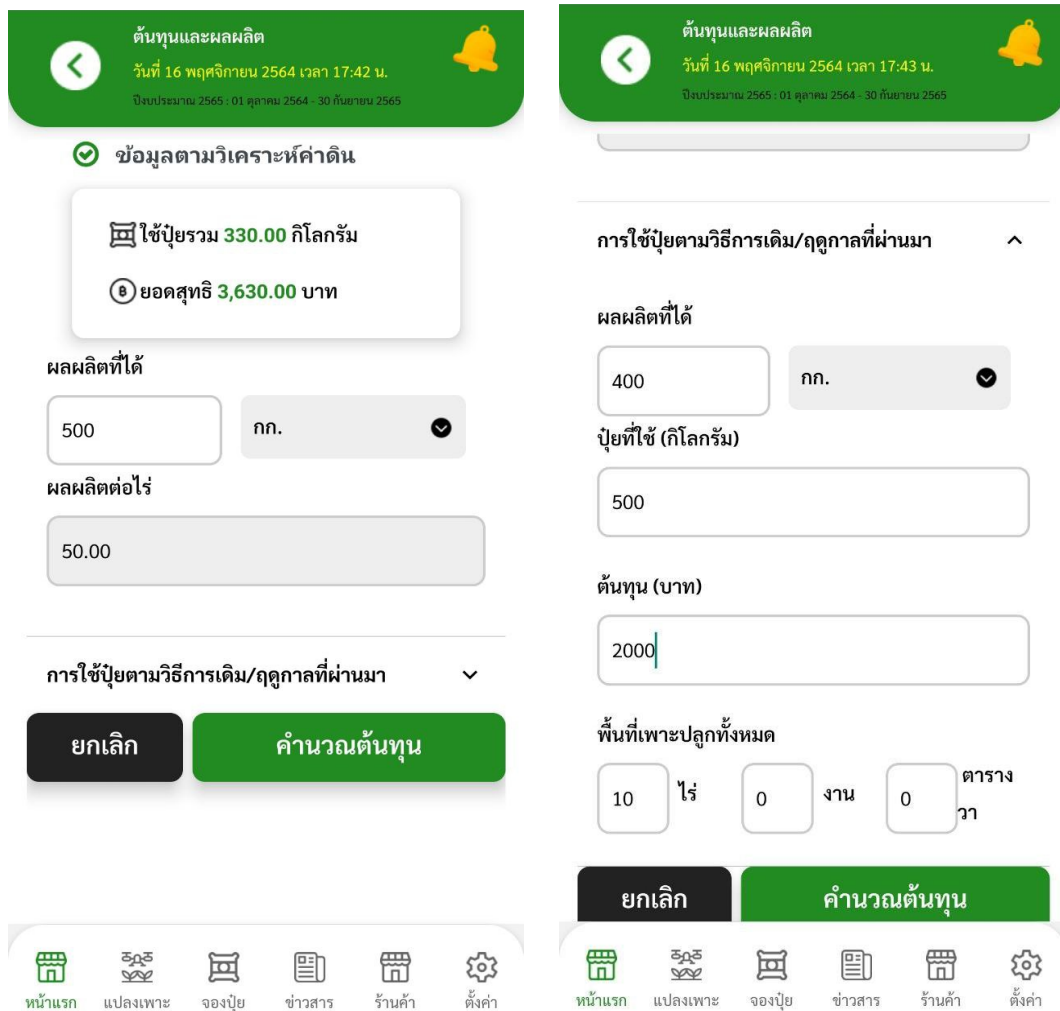 ต้นทุนและผลผลิต
วันที่ 16 พฤศจิกายน 2564 เวลา 17:42 น.
ปีงบประมาณ 2565 : 01 ตุลาคม 2564 - 30 กันยายน 2565
ข้อมูลตามวิเคราะห์ค่าดิน
ใช้ปุ๋ยรวม 330.00 กิโลกรัม
ยอดสุทธิ 3,630.00 บาท
ผลผลิตที่ได้
500 กก.
ผลผลิตต่อไร่
50.00
การใช้ปุ๋ยตามวิธีการเดิม/ฤดูกาลที่ผ่านมา
ยกเลิก คำนวณต้นทุน
หน้าแรก แปลงเพาะ จองปุ๋ย ข่าวสาร ร้านค้า ตั้งค่า
ต้นทุนและผลผลิต
วันที่ 16 พฤศจิกายน 2564 เวลา 17:43 น.
ปีงบประมาณ 2565 : 01 ตุลาคม 2564 - 30 กันยายน 2565
การใช้ปุ๋ยตามวิธีการเดิม/ฤดูกาลที่ผ่านมา
ผลผลิตที่ได้
400 กก.
ปุ๋ยที่ใช้ (กิโลกรัม)
500
ต้นทุน (บาท)
2000
พื้นที่เพาะปลูกทั้งหมด
10 ไร่ 0 งาน 0 ตาราง
วา
ยกเลิก คำนวณต้นทุน
หน้าแรก แปลงเพาะ จองปุ๋ย ข่าวสาร ร้านค้า ตั้งค่า